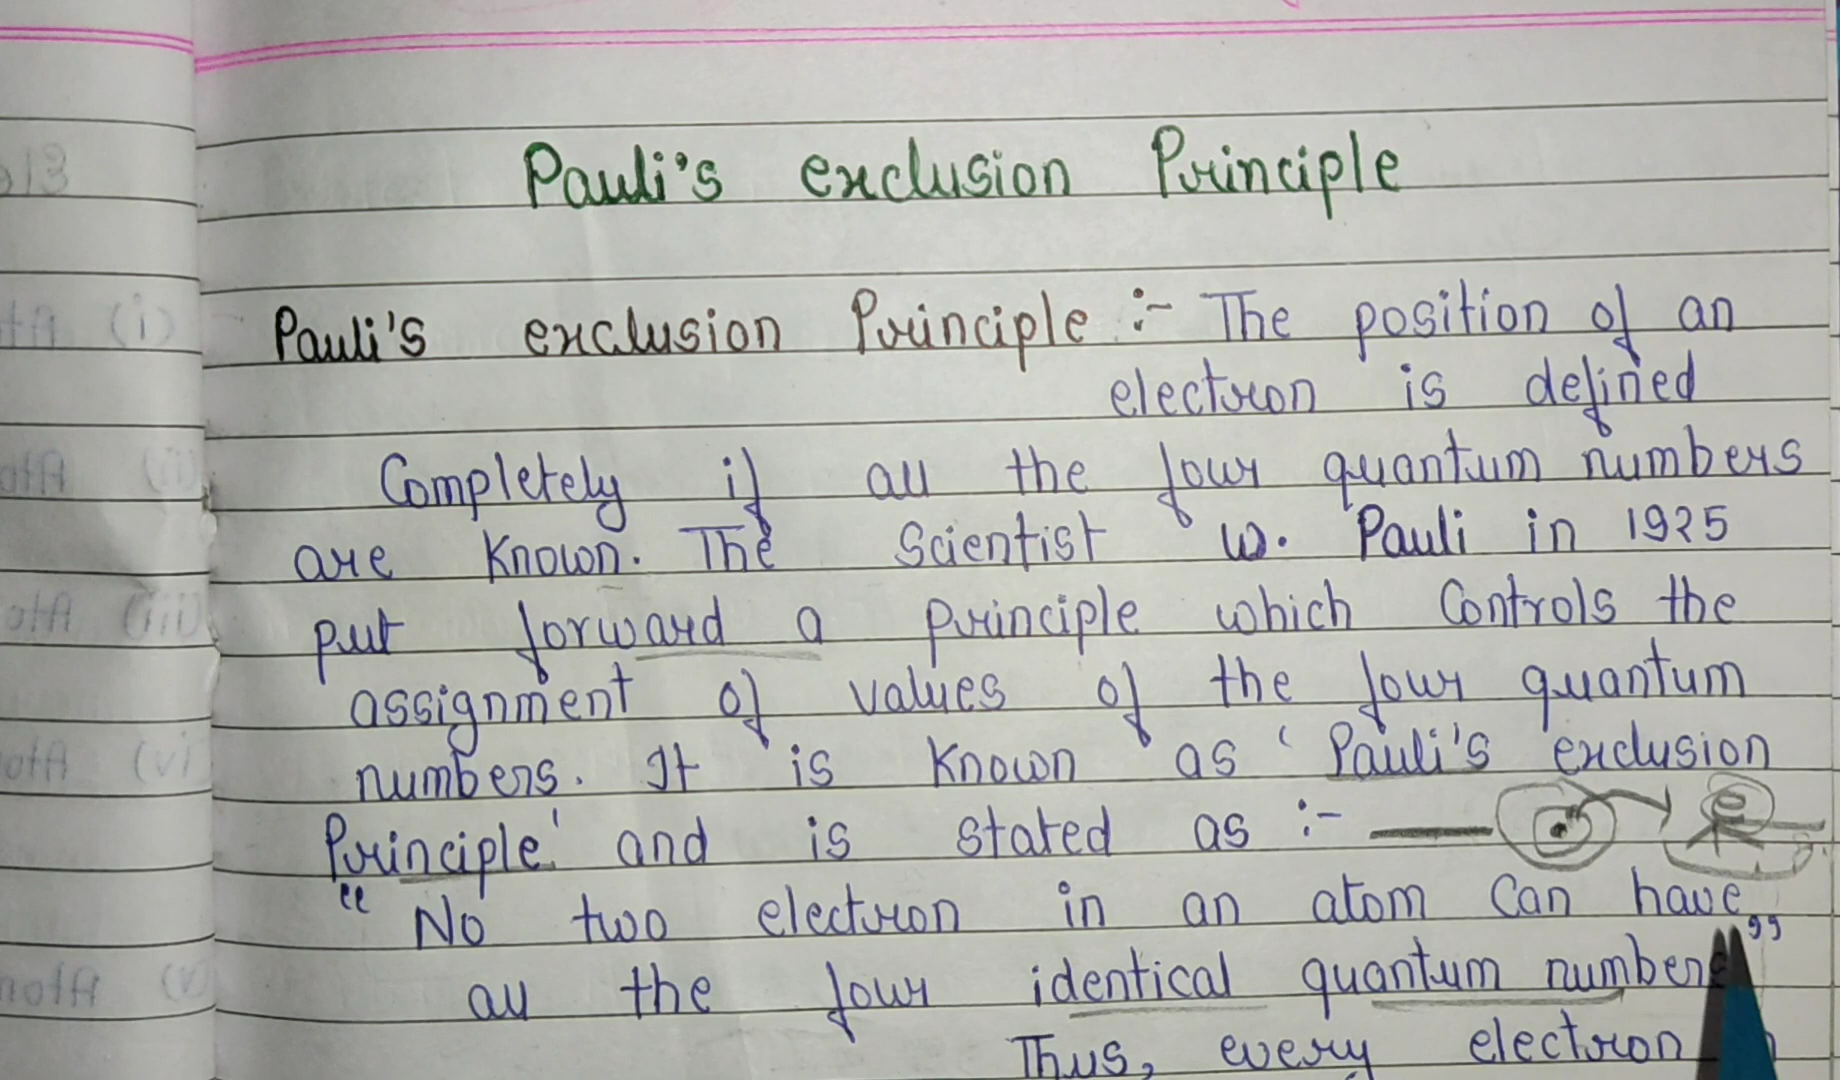 Pauli's exclusion Principle
Pauli's exclusion Principle :- The position of an
electron is defined
Completely if all the four quantum numbers
are Known. The Scientist W. Pauli in 1925
put forward a principle which Controls the
assignment of values of the four quantum
numbers. It is Known as ‘Pauli's exclusion
Principle' and is stated as :-
“ No two electron in an atom Can have
all the four identical quantum numbers”
Thus, every electron